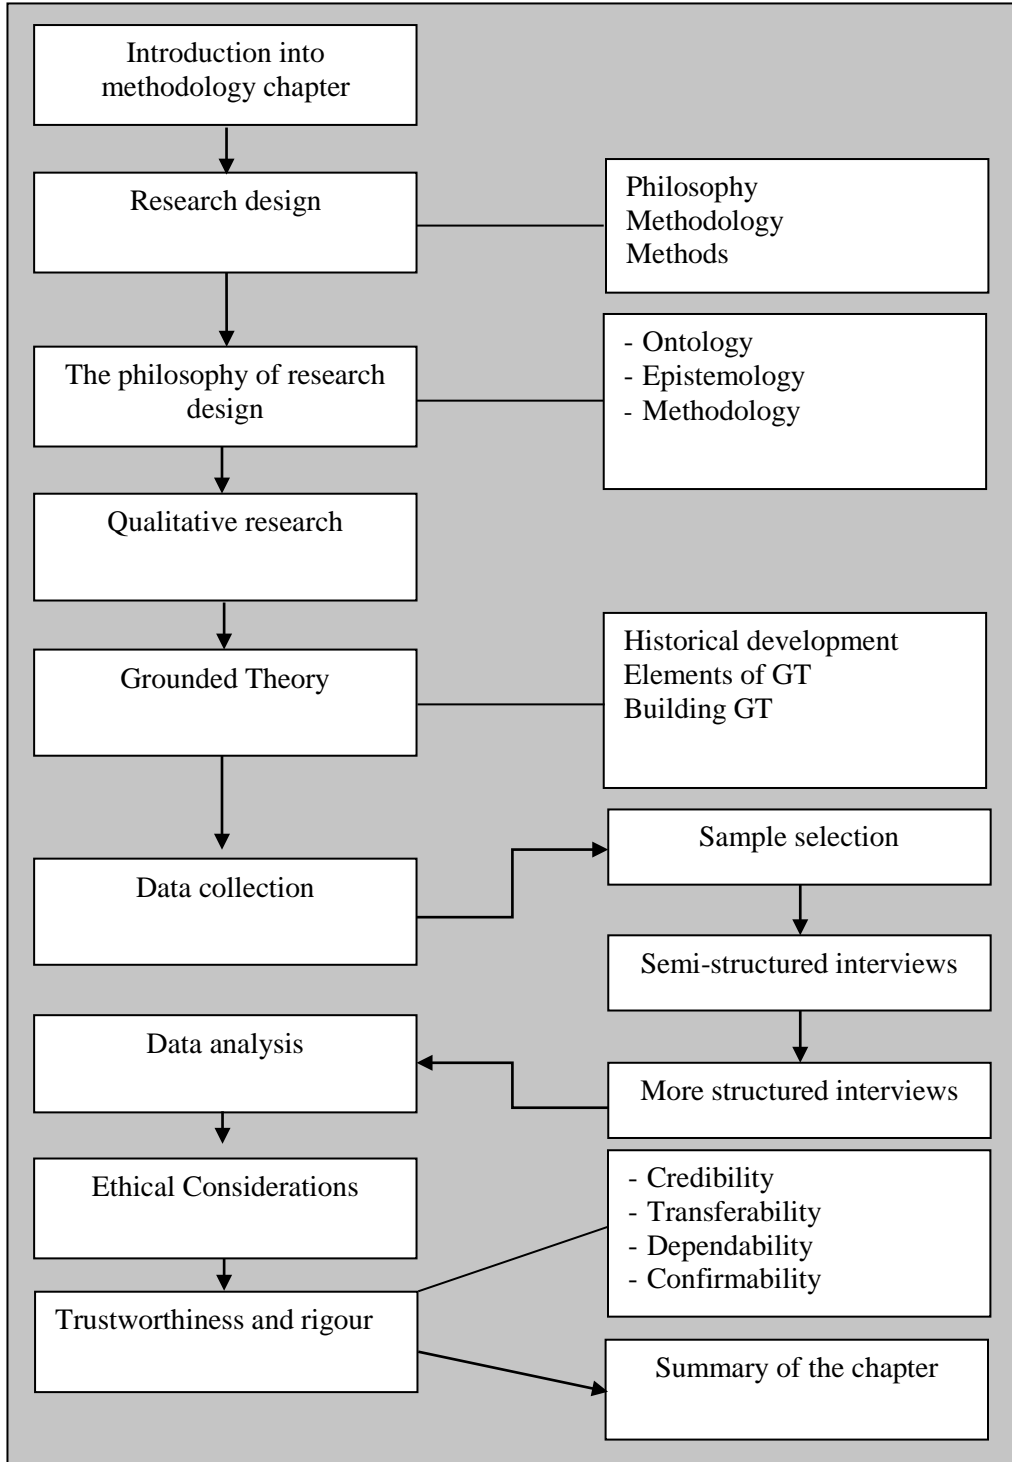 Introduction into
methodology chapter
Research design
Philosophy
Methodology
Methods
The philosophy of research
design
- Ontology
- Epistemology
- Methodology
Qualitative research
Grounded Theory
Historical development
Elements of GT
Building GT
Data collection
Sample selection
Semi-structured interviews
More structured interviews
Data analysis
Ethical Considerations
Trustworthiness and rigour
- Credibility
- Transferability
- Dependability
- Confirmability
Summary of the chapter